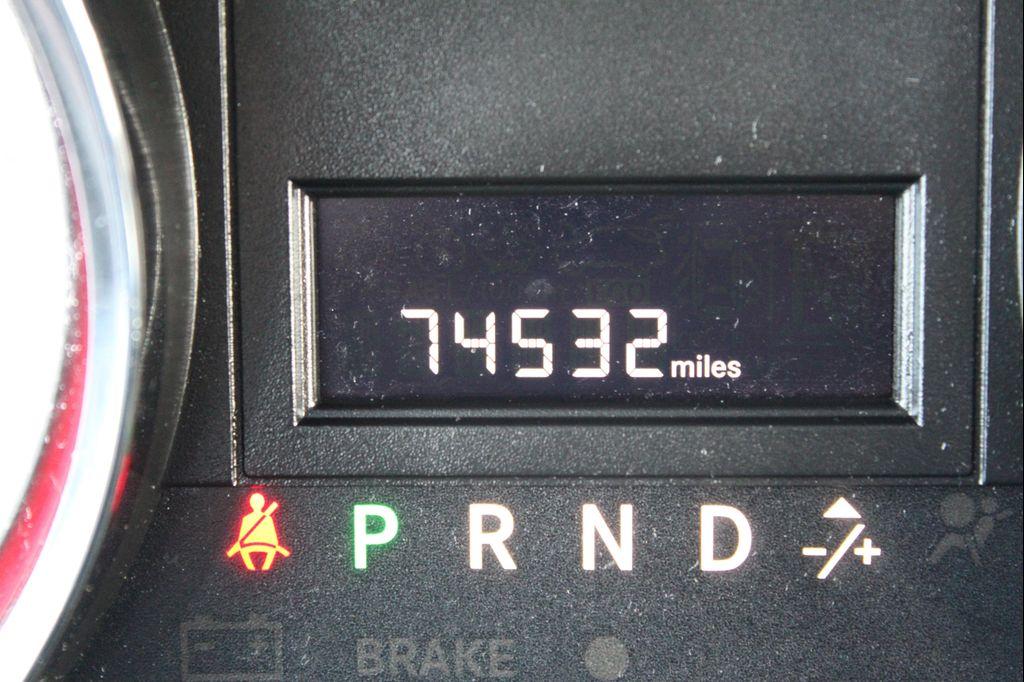 74532 miles
P R N D -/+
BRAKE